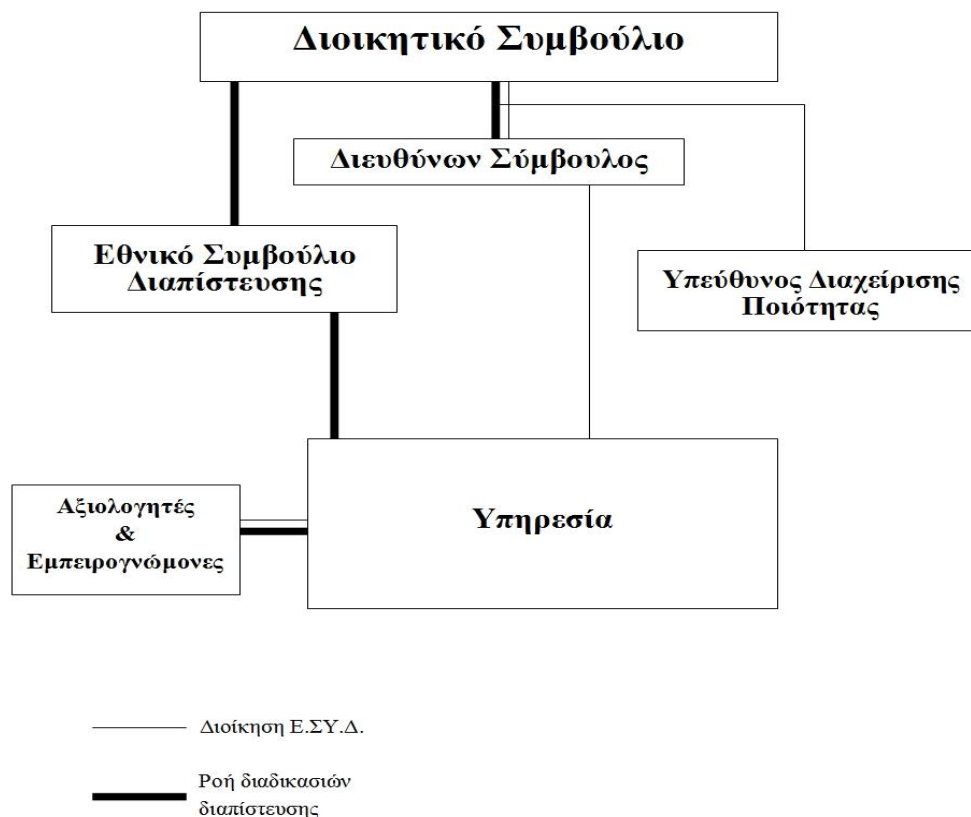 Διοικητικό Συμβούλιο
Διευθύνων Σύμβουλος
Εθνικό Συμβούλιο
Διαπίστευσης
Υπεύθυνος Διαχείρισης
Ποιότητας
Αξιολογητές
&
Εμπειρογνώμονες
Υπηρεσία
Διοίκηση Ε.ΣΥ.Δ.
Ροή διαδικασιών
διαπίστευσης